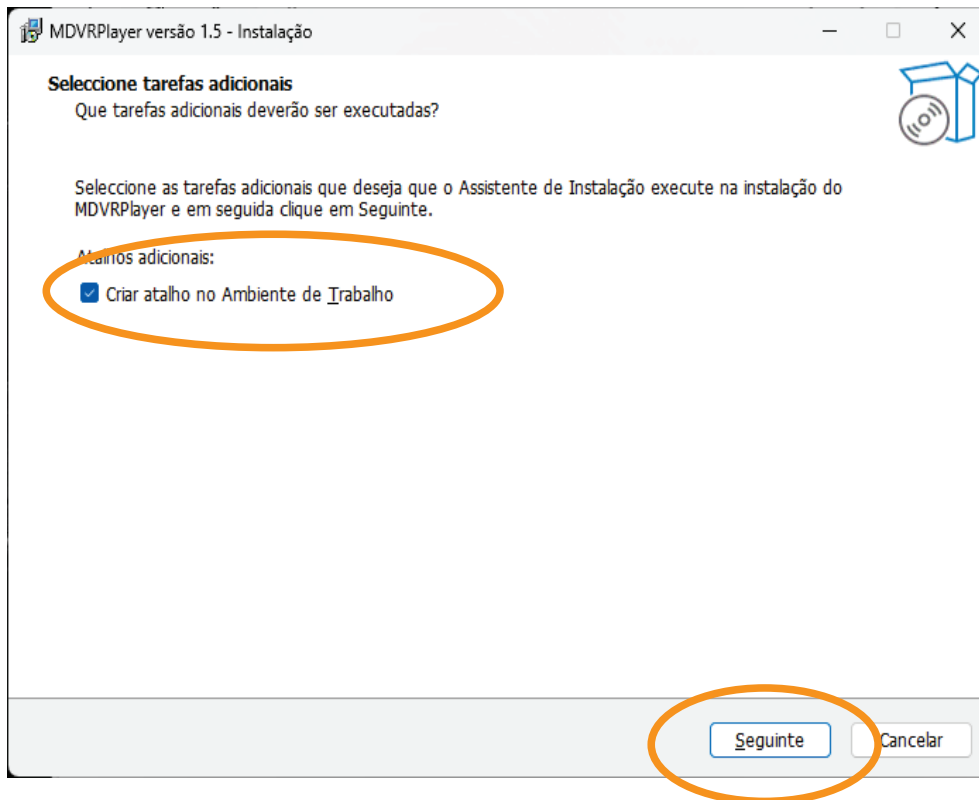 MDVRPlayer versão 1.5 - Instalação
Seleccione tarefas adicionais
Que tarefas adicionais deverão ser executadas?
Seleccione as tarefas adicionais que deseja que o Assistente de Instalação execute na instalação do
MDVRPlayer e em seguida clique em Seguinte.
Atalhos adicionais:
Criar atalho no Ambiente de Trabalho
Seguinte
Cancelar